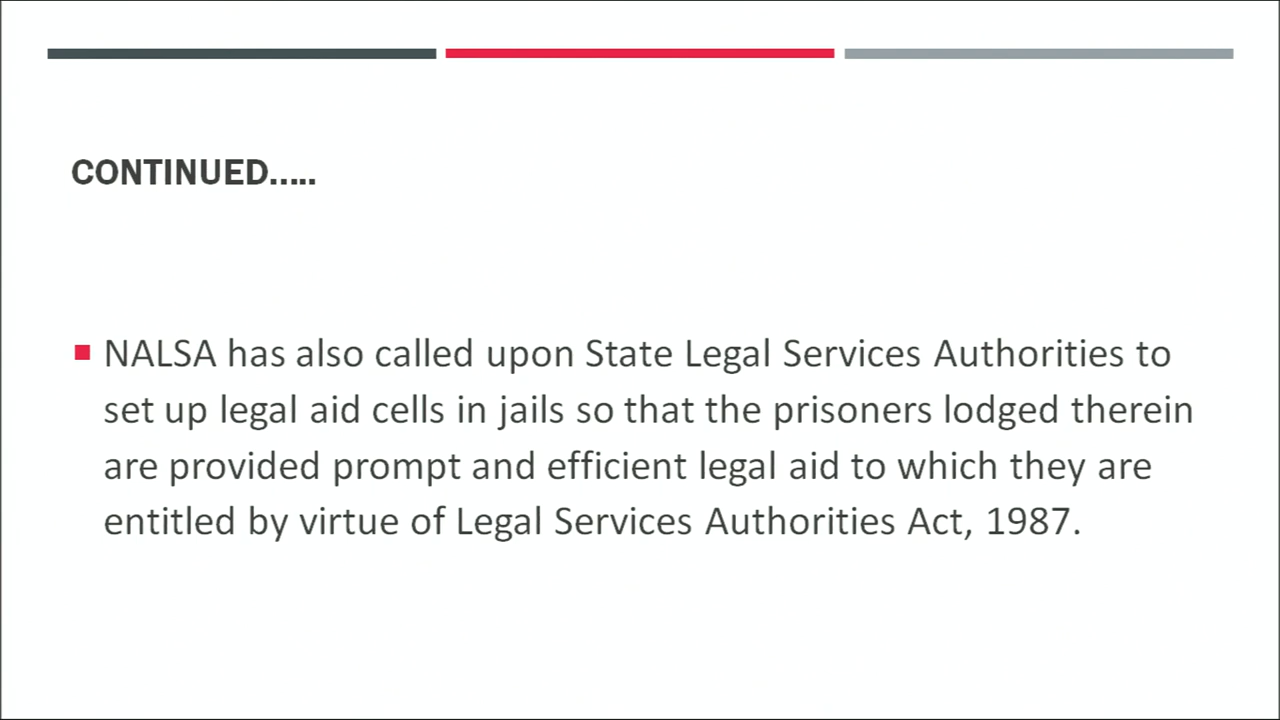 CONTINUED.....
NALSA has also called upon State Legal Services Authorities to
set up legal aid cells in jails so that the prisoners lodged therein
are provided prompt and efficient legal aid to which they are
entitled by virtue of Legal Services Authorities Act, 1987.